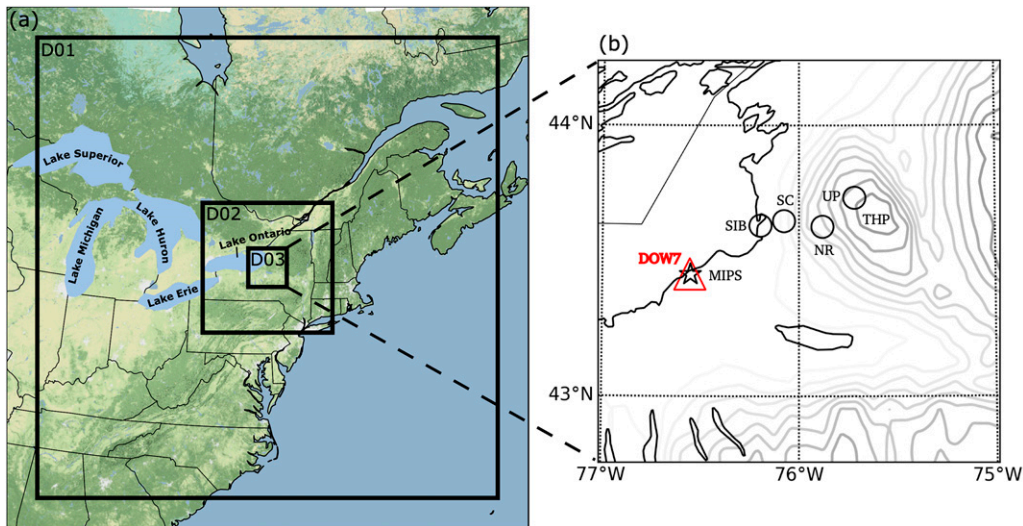 (a)
D01
Lake Superior
Lake Michigan
Lake Huron
D02
Lake Ontario
D03
Lake Erie
(b)
44°N
UP
SC
THP
SIB
NR
DOW7
MIPS
43°N
77°W
76°W
75°W